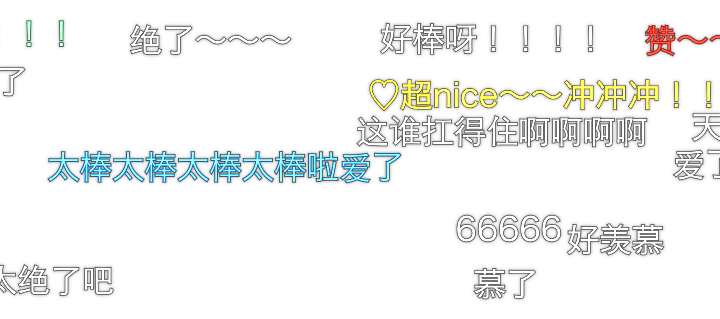 ！！！
绝了～～～
好棒呀！！！！
赞～～
了
♡超nice～～冲冲冲！！
这谁扛得住啊啊啊啊
天
太棒太棒太棒太棒啦爱了
爱了
66666
好羡慕
太绝了吧
慕了